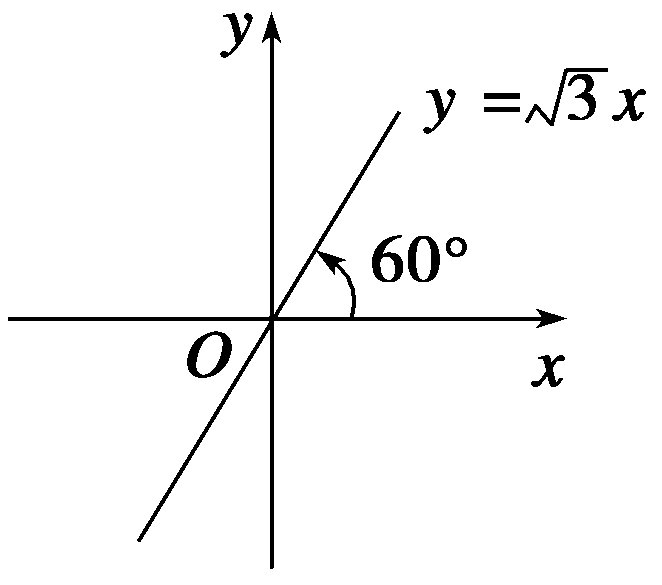 y
y = √3 x
60°
O
x